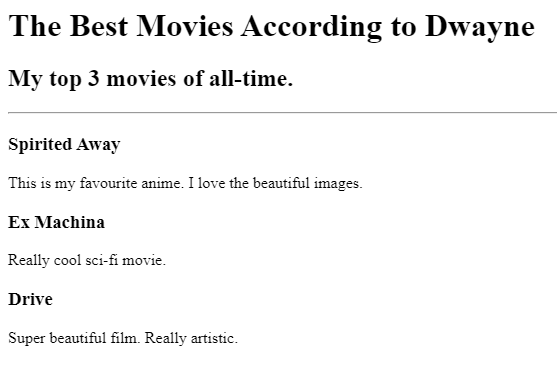 The Best Movies According to Dwayne
My top 3 movies of all-time.
Spirited Away
This is my favourite anime. I love the beautiful images.
Ex Machina
Really cool sci-fi movie.
Drive
Super beautiful film. Really artistic.